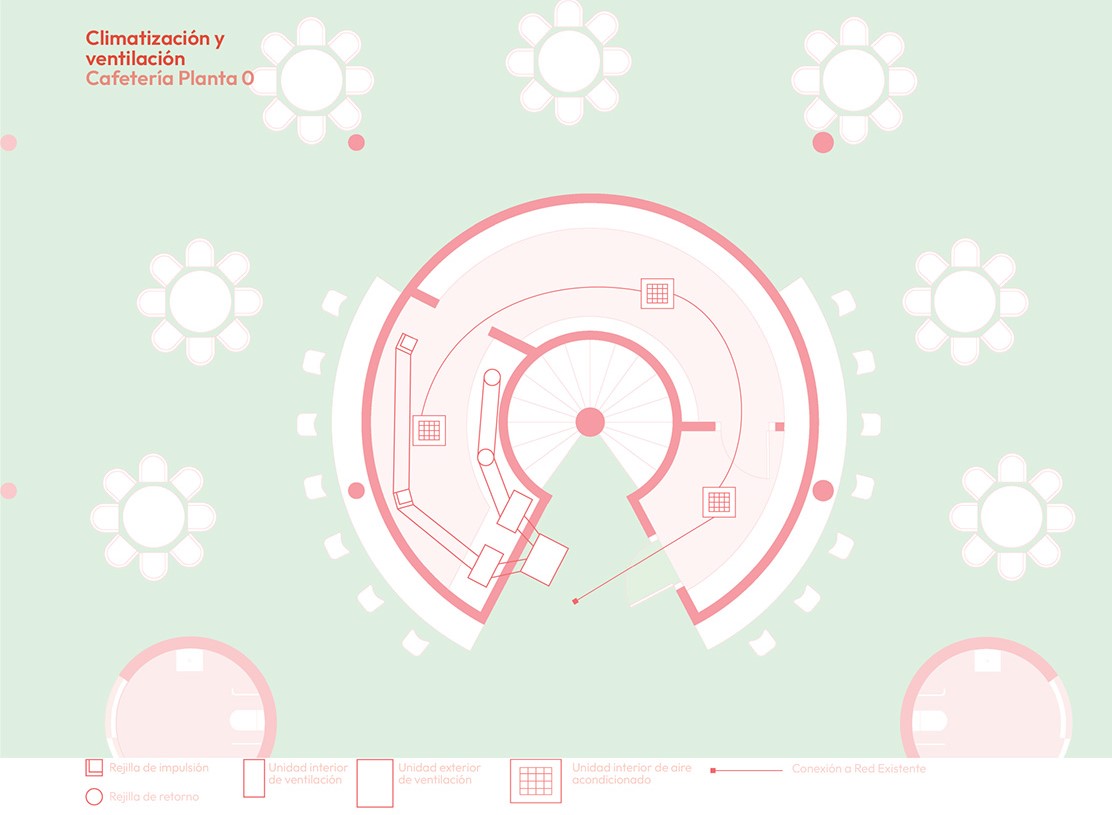 Climatización y
ventilación
Cafetería Planta 0
Rejilla de impulsión
Rejilla de retorno
Unidad interior
de ventilación
Unidad exterior
de ventilación
Unidad interior de aire
acondicionado
Conexión a Red Existente